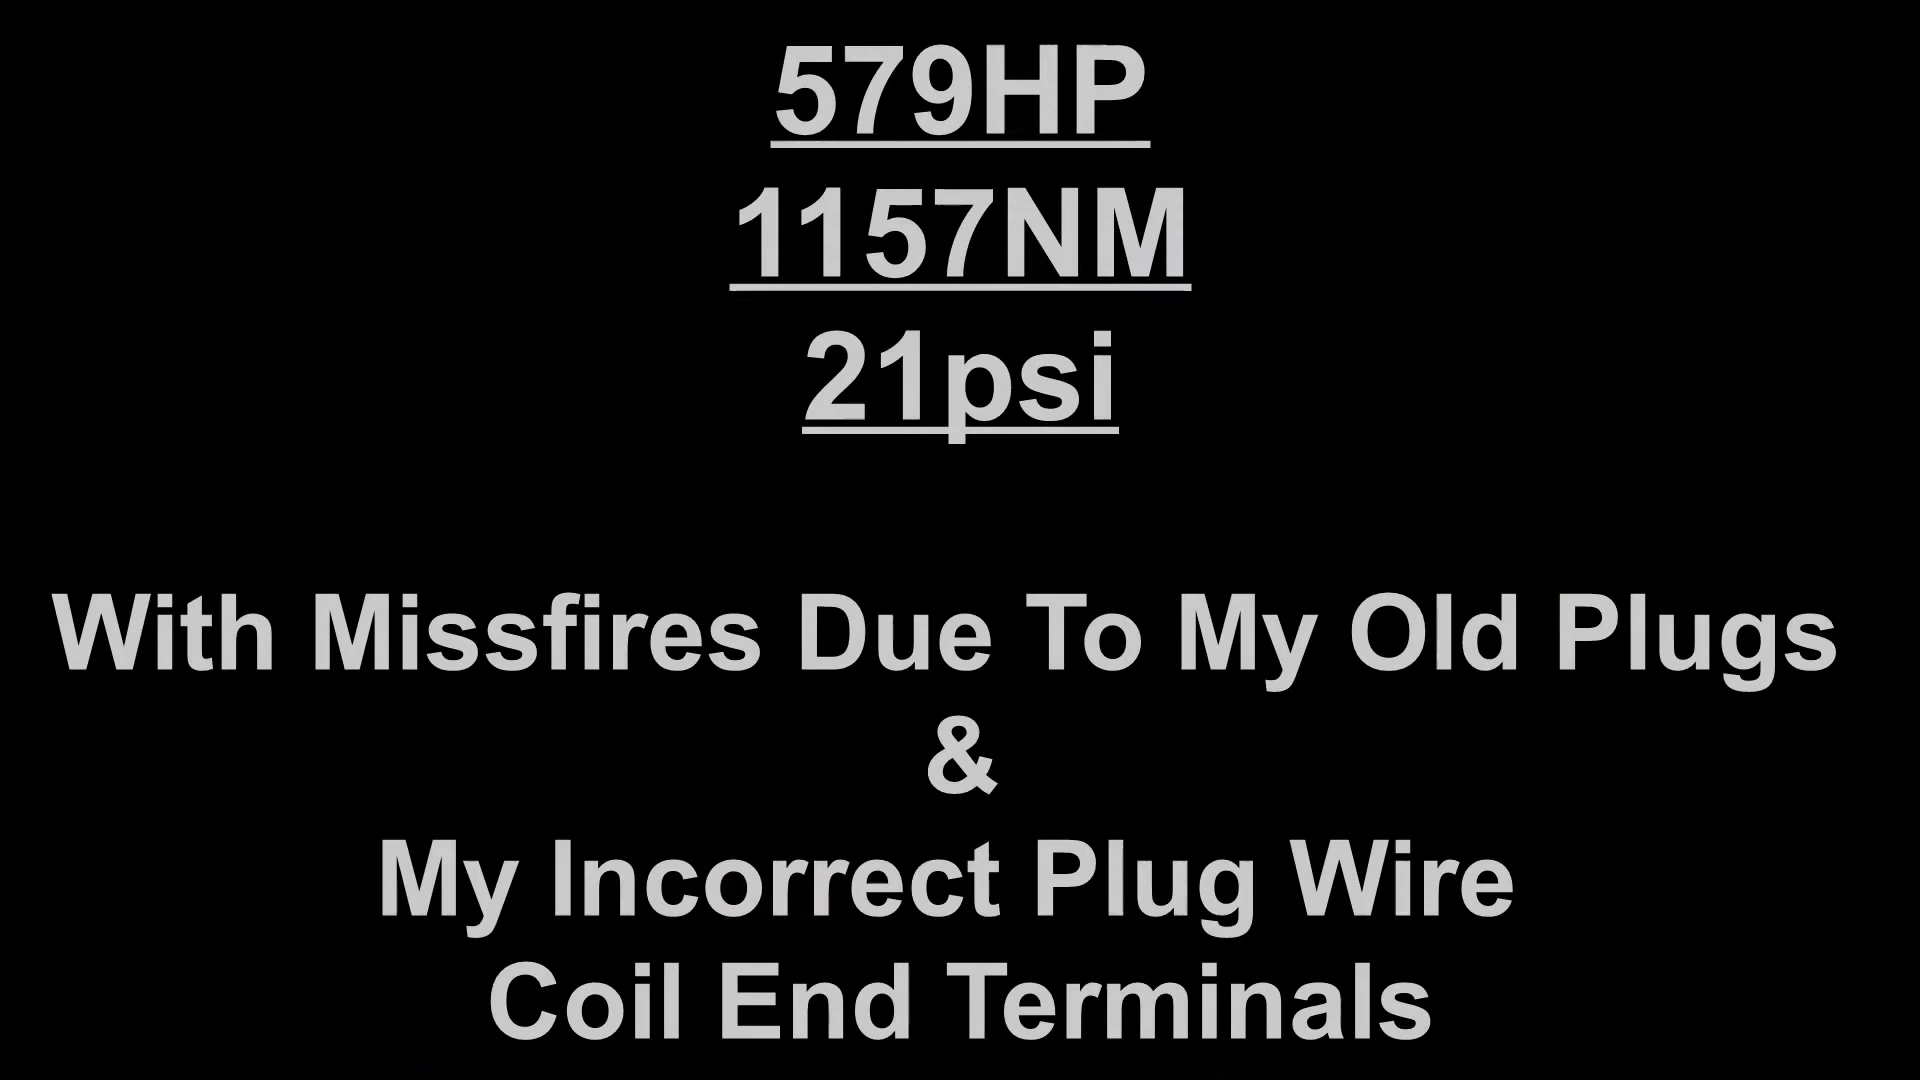 579HP
1157NM
21psi
With Missfires Due To My Old Plugs
&
My Incorrect Plug Wire
Coil End Terminals